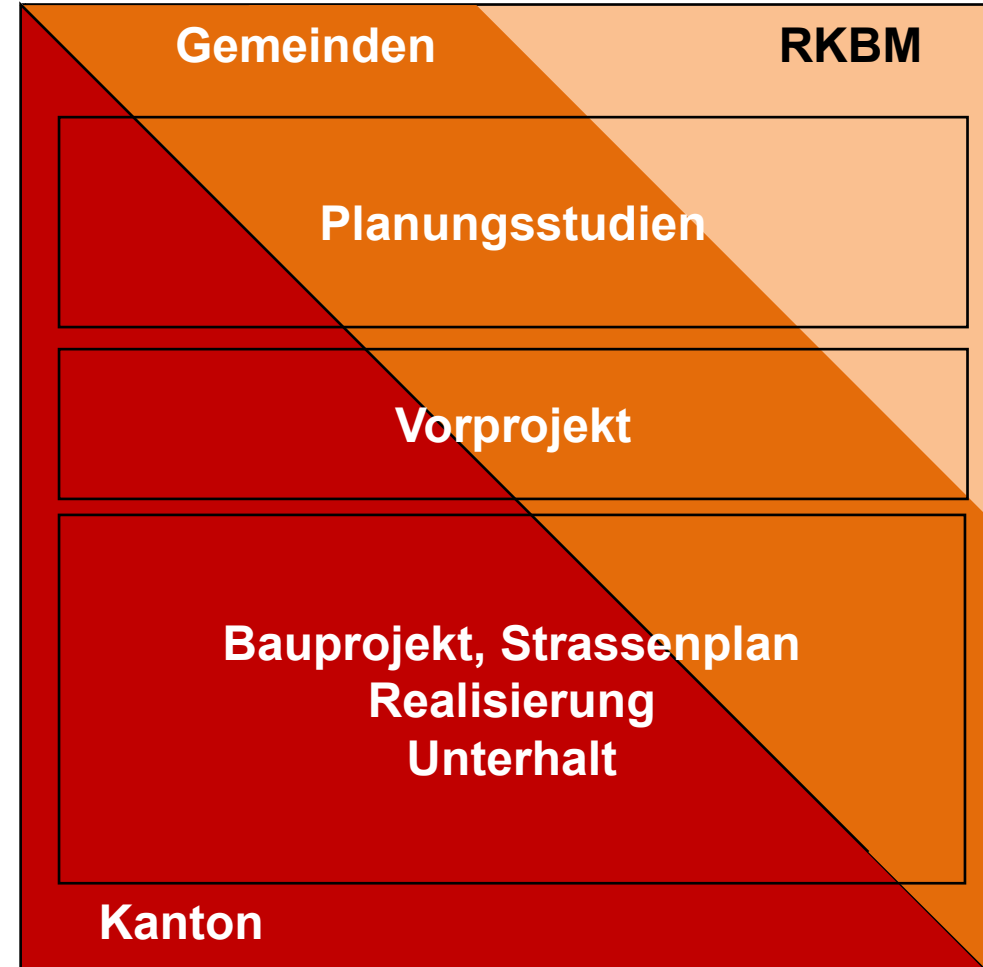 Gemeinden RKBM
Planungsstudien
Vorprojekt
Bauprojekt, Strassenplan
Realisierung
Unterhalt
Kanton